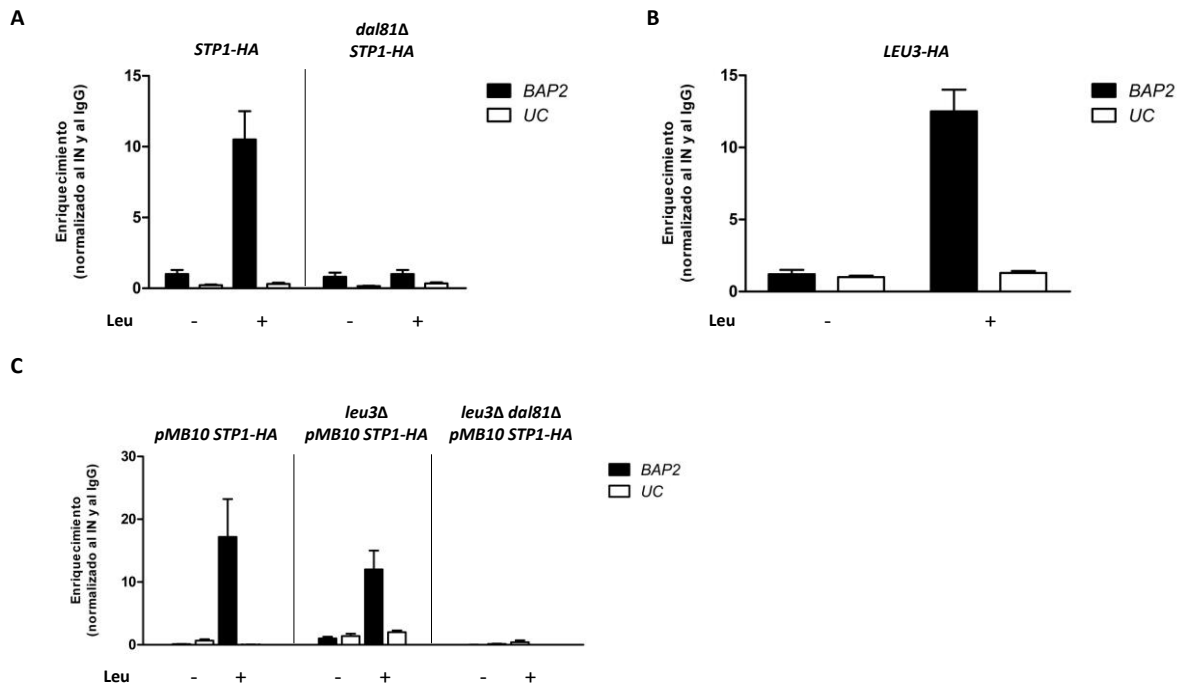 A
STP1-HA
dal81Δ
STP1-HA
Enriquecimiento
(normalizado al IN y al IgG)
15
10
5
0
BAP2
UC
Leu - + - +
B
LEU3-HA
Enriquecimiento
(normalizado al IN y al IgG)
15
10
5
0
BAP2
UC
Leu - +
C
pMB10 STP1-HA
leu3Δ
pMB10 STP1-HA
leu3Δ dal81Δ
pMB10 STP1-HA
Enriquecimiento
(normalizado al IN y al IgG)
30
20
10
0
BAP2
UC
Leu - + - + - +